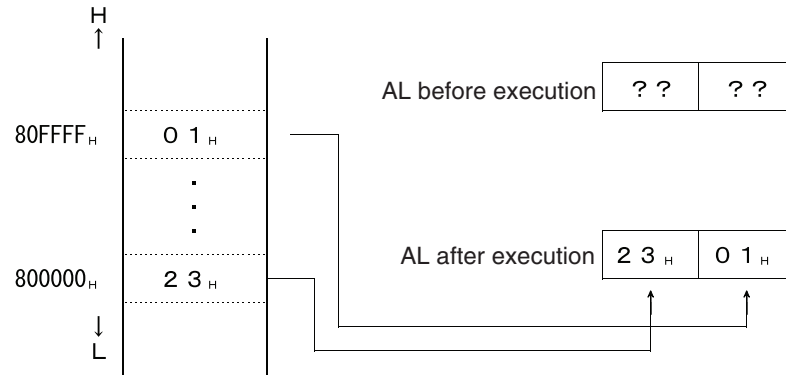 H
↑
AL before execution ？？ ？？
80FFFFH 01H
AL after execution 23H 01H
800000H 23H
↓
L